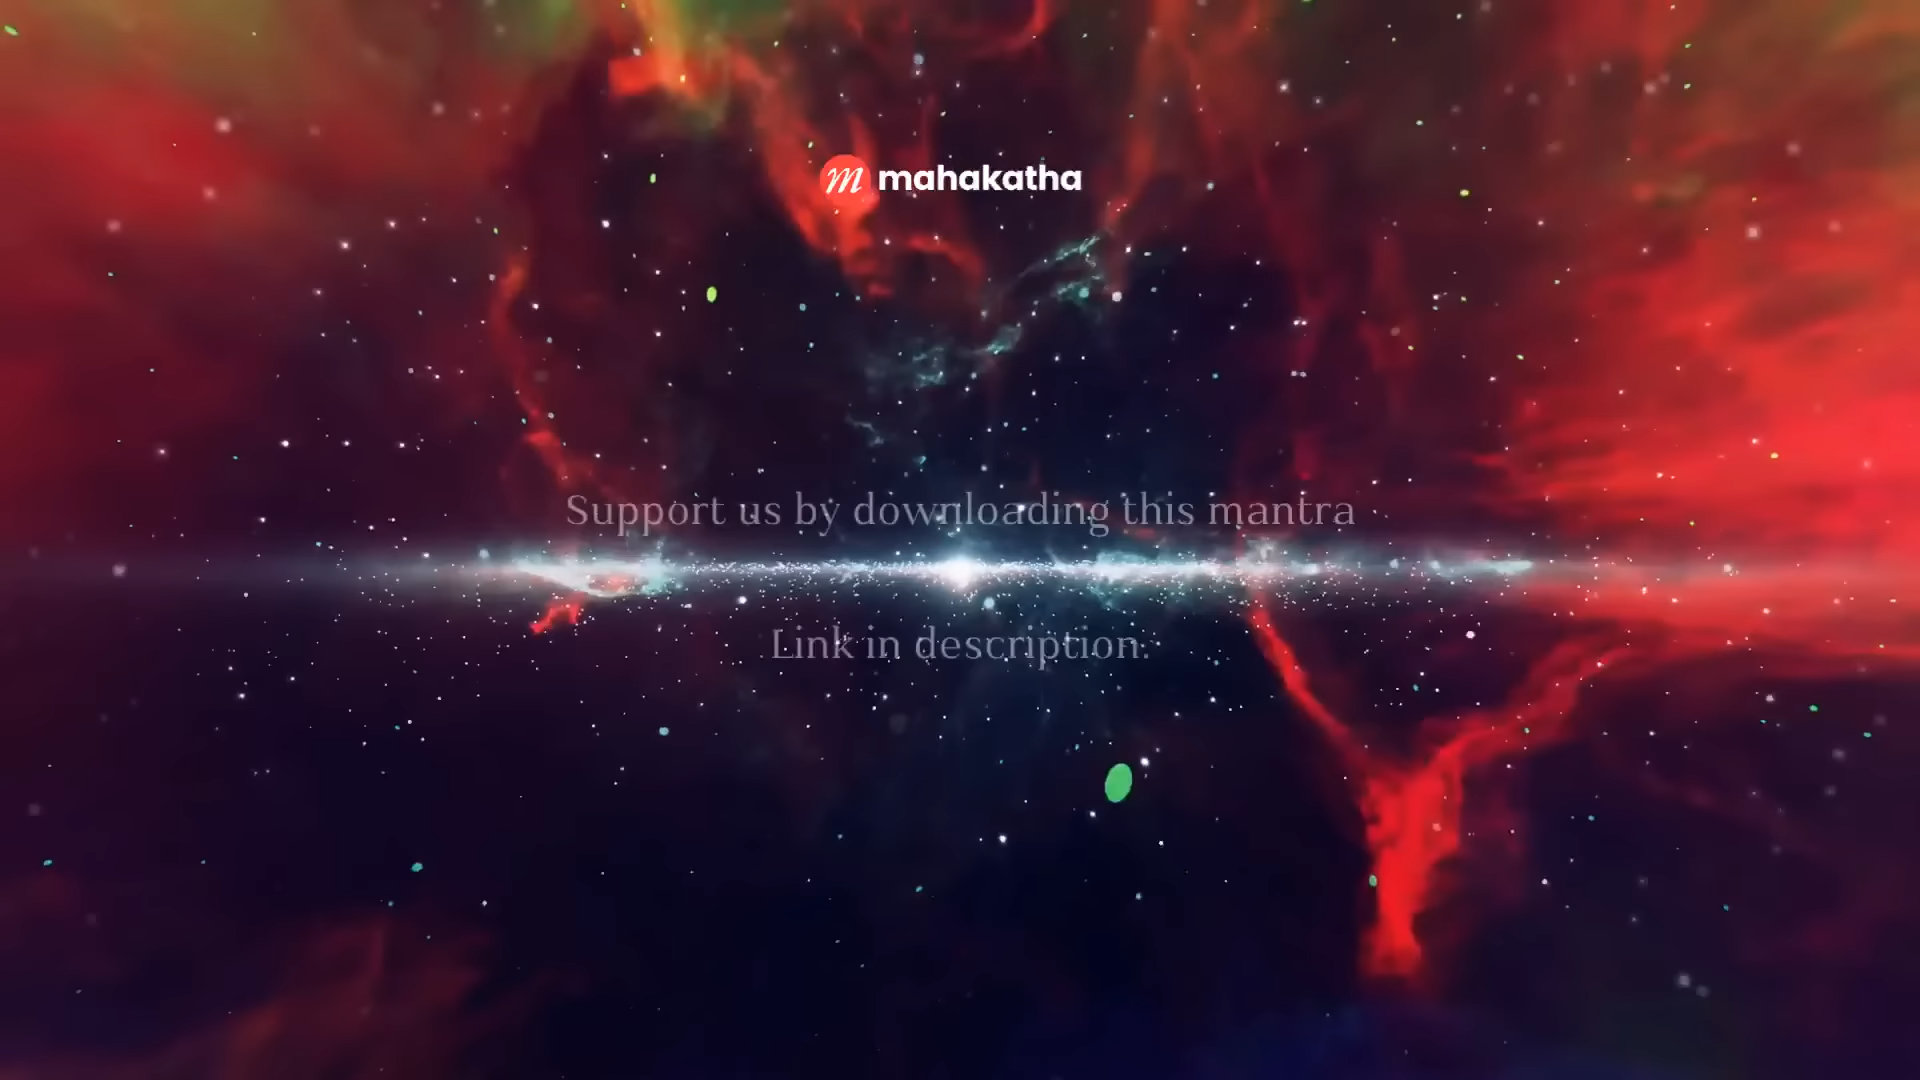 mahakatha
Support us by downloading this mantra
Link in description.